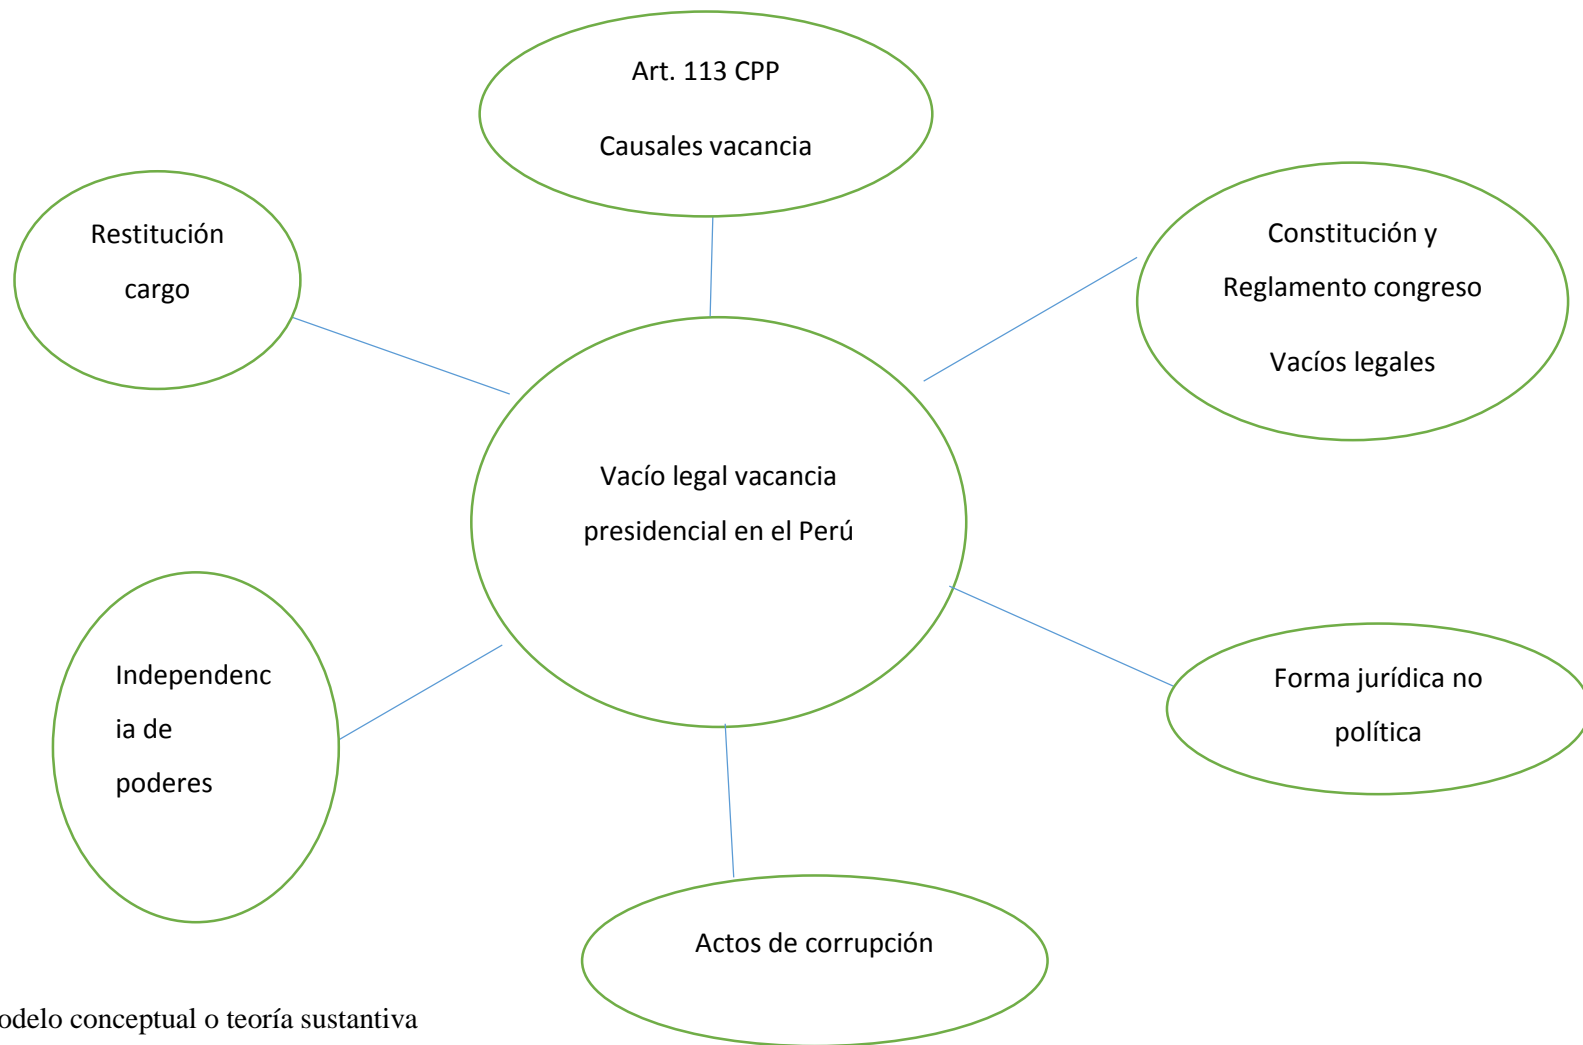 Art. 113 CPP
Causales vacancia
Restitución
cargo
Constitución y
Reglamento congreso
Vacíos legales
Vacío legal vacancia
presidencial en el Perú
Independenc
ia de
poderes
Forma jurídica no
política
Actos de corrupción
odelo conceptual o teoría sustantiva